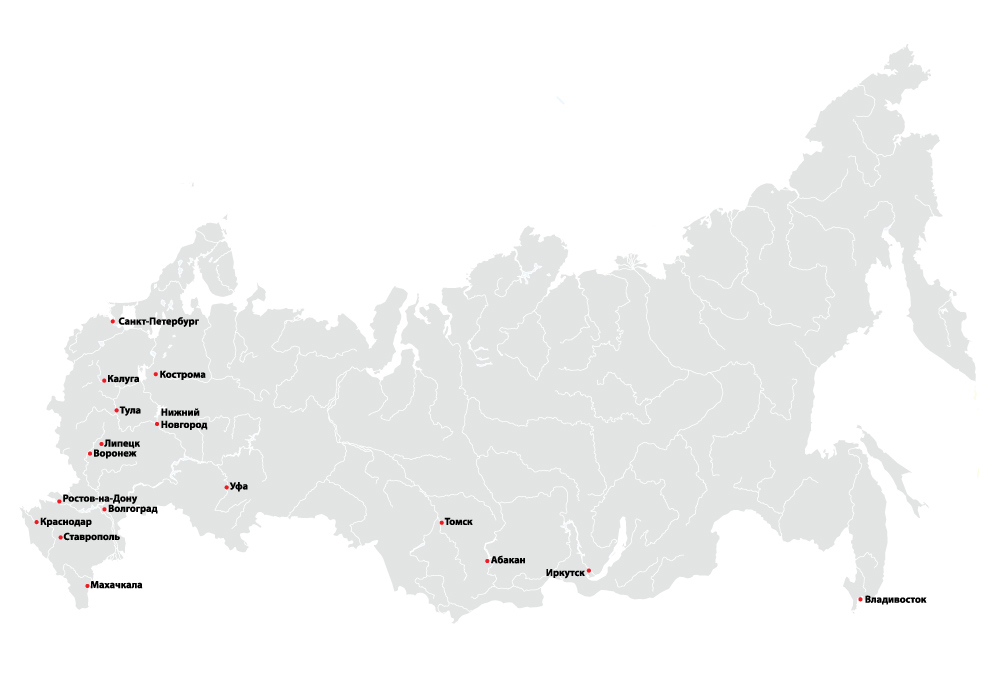 Санкт-Петербург
Кострома
Калуга
Тула
Нижний
Новгород
Липецк
Воронеж
Уфа
Ростов-на-Дону
Волгоград
Краснодар
Томск
Ставрополь
Абакан
Иркутск
Махачкала
Владивосток